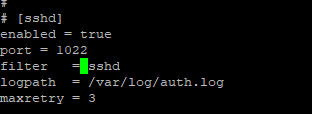 #
# [sshd]
enabled = true
port = 1022
filter   = sshd
logpath  = /var/log/auth.log
maxretry = 3